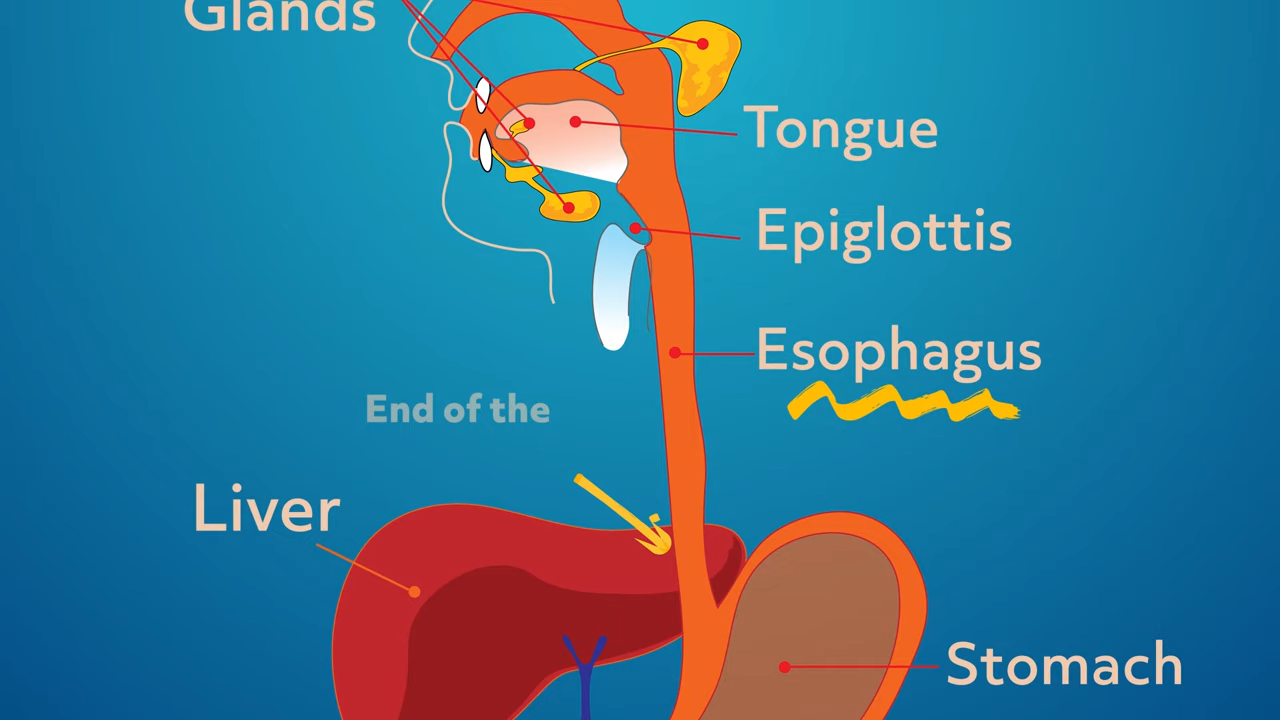 Glands
Tongue
Epiglottis
Esophagus
End of the
Liver
Stomach